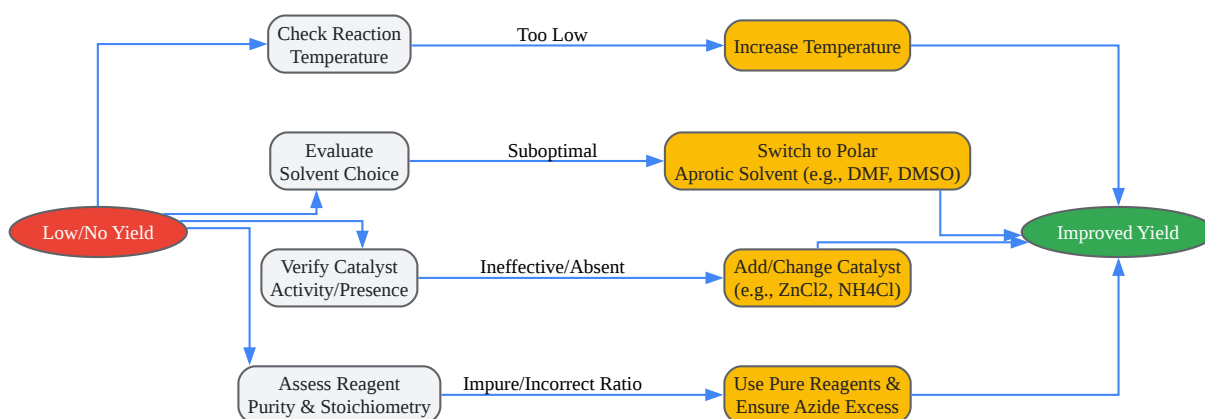 Check Reaction
Temperature
Too Low
Increase Temperature
Evaluate
Solvent Choice
Suboptimal
Switch to Polar
Aprotic Solvent (e.g., DMF, DMSO)
Low/No Yield
Improved Yield
Verify Catalyst
Activity/Presence
Ineffective/Absent
Add/Change Catalyst
(e.g., ZnCl2, NH4Cl)
Assess Reagent
Purity & Stoichiometry
Impure/Incorrect Ratio
Use Pure Reagents &
Ensure Azide Excess